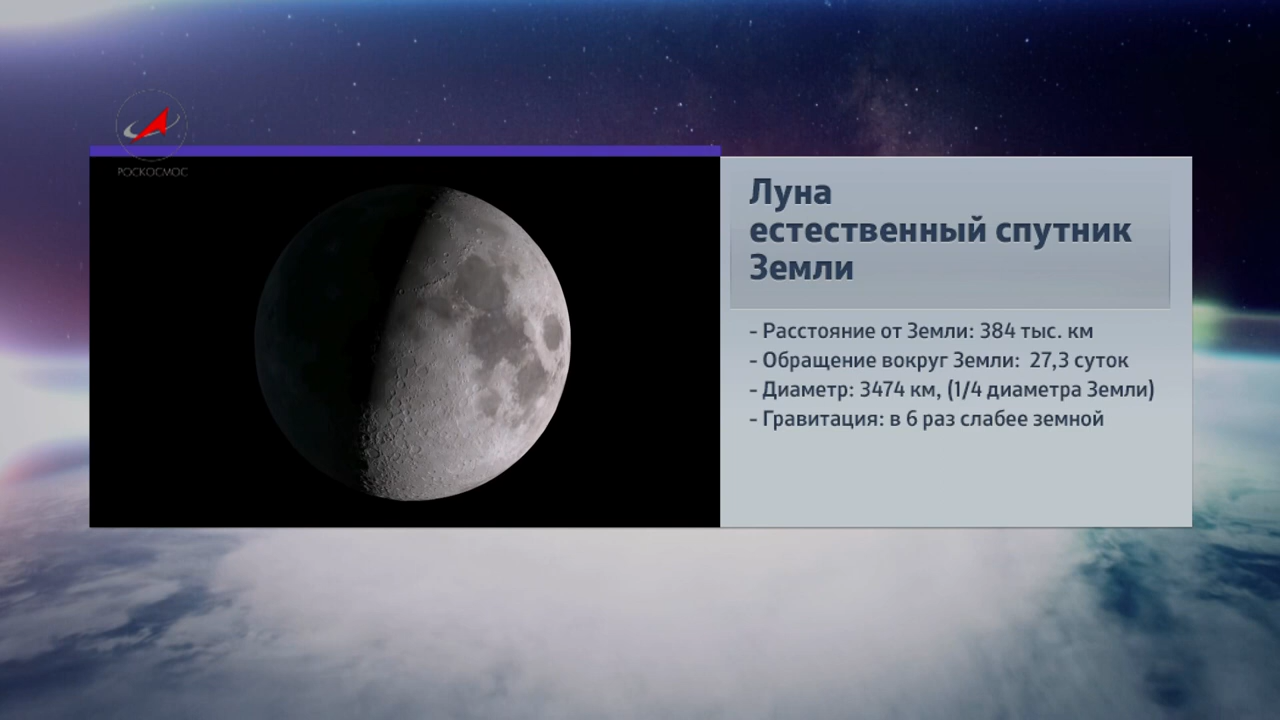 РОСКОСМОС
Луна
естественный спутник
Земли
- Расстояние от Земли: 384 тыс. км
- Обращение вокруг Земли: 27,3 суток
- Диаметр: 3474 км, (1/4 диаметра Земли)
- Гравитация: в 6 раз слабее земной